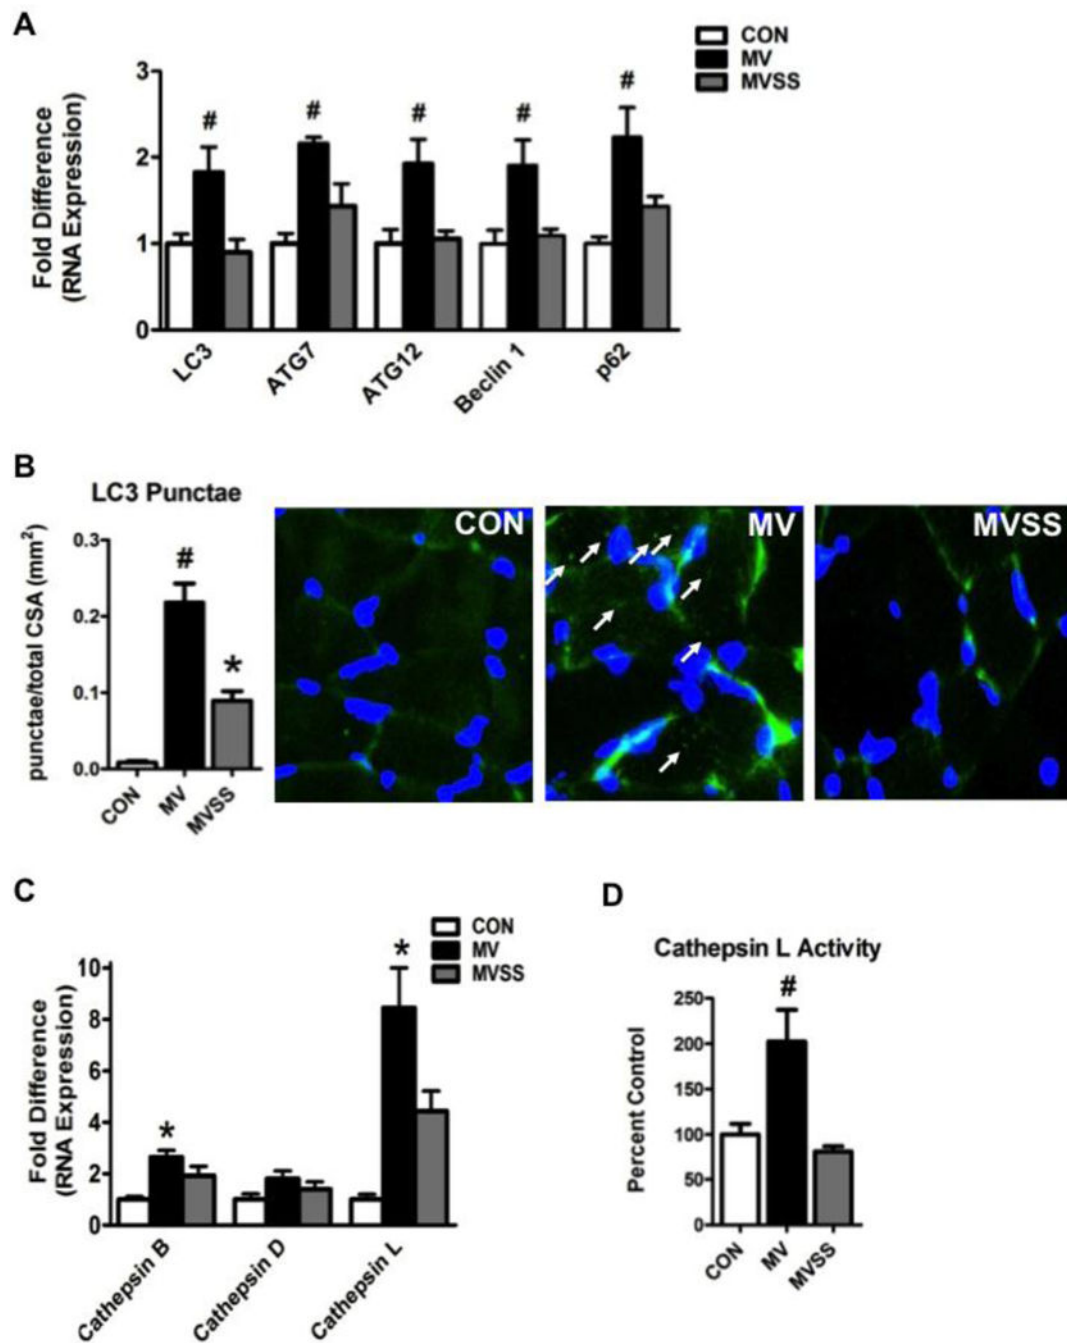 A
CON
MV
MVSS
Fold Difference
(RNA Expression)
3
2
1
0
# # # # #
LC3 ATG7 ATG12 Beclin 1 p62
B
LC3 Punctae
punctae/total CSA (mm²)
0.3
0.2
0.1
0.0
#
*
CON MV MVSS
CON
MV
MVSS
C
CON
MV
MVSS
Fold Difference
(RNA Expression)
10
8
6
4
2
0
*
*
Cathepsin B Cathepsin D Cathepsin L
D
Cathepsin L Activity
Percent Control
250
200
150
100
50
0
#
CON MV MVSS